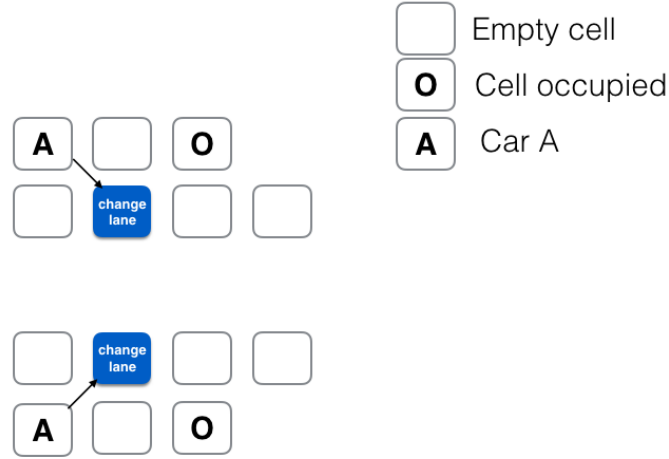 Empty cell
O Cell occupied
A Car A
A O
change
lane
change
lane
A O